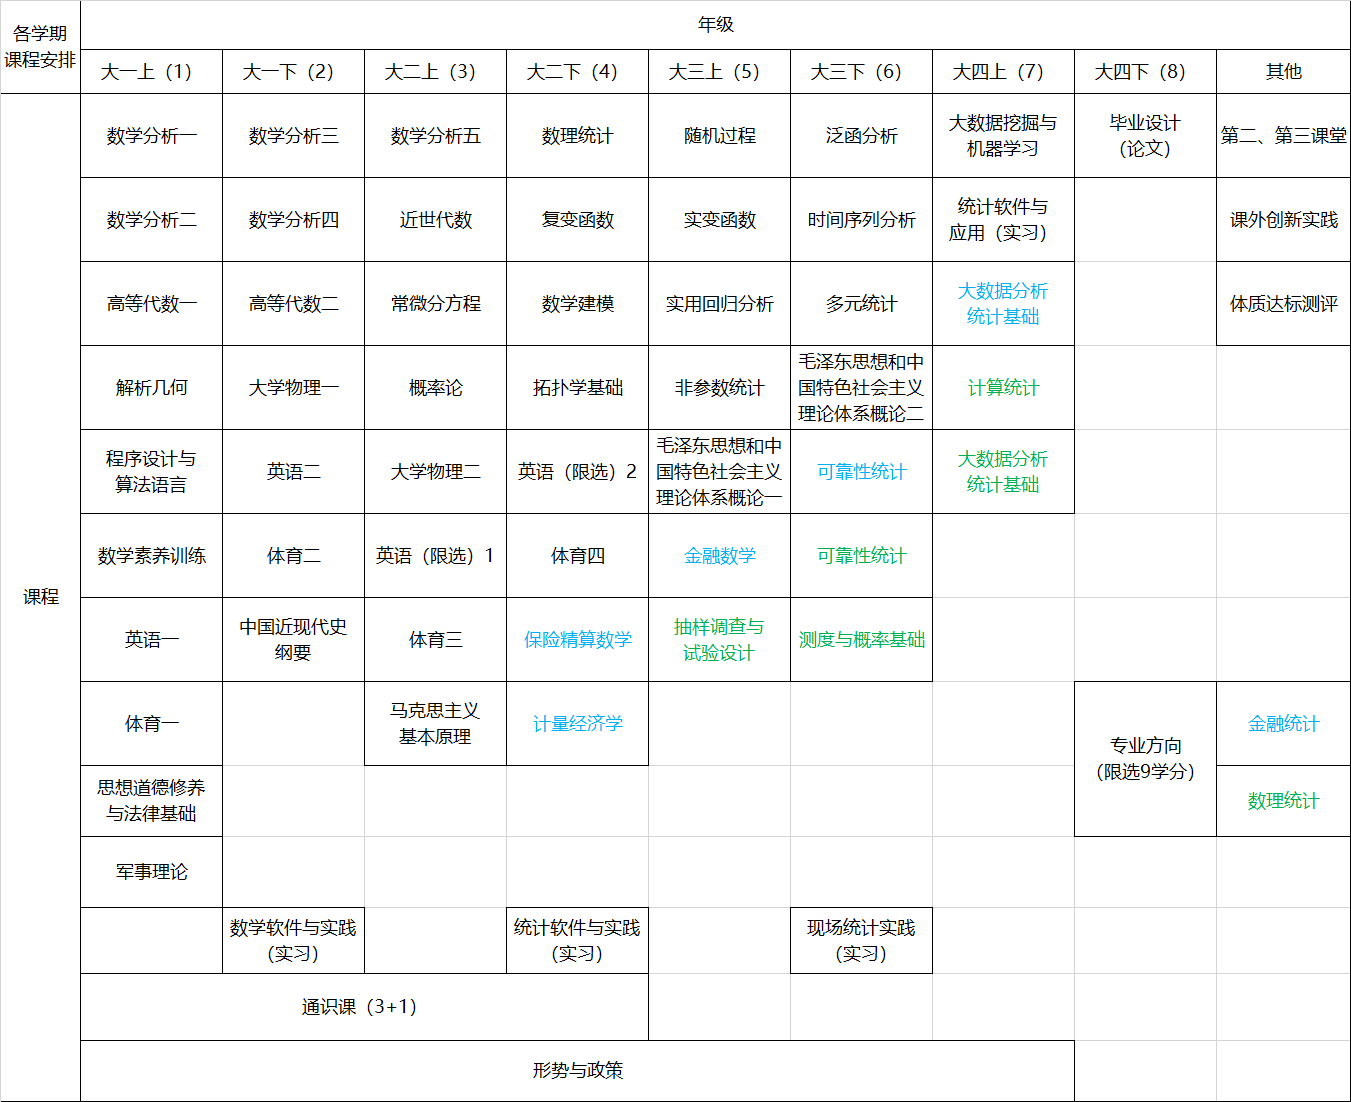 各学期
课程安排
年级
大一上（1）
大一下（2）
大二上（3）
大二下（4）
大三上（5）
大三下（6）
大四上（7）
大四下（8）
其他
课程
数学分析一
数学分析三
数学分析五
数理统计
随机过程
泛函分析
大数据挖掘与
机器学习
毕业设计
（论文）
第二、第三课堂
数学分析二
数学分析四
近世代数
复变函数
实变函数
时间序列分析
统计软件与
应用（实习）
课外创新实践
高等代数一
高等代数二
常微分方程
数学建模
实用回归分析
多元统计
大数据分析
统计基础
体质达标测评
解析几何
大学物理一
概率论
拓扑学基础
非参数统计
毛泽东思想和中
国特色社会主义
理论体系概论二
计算统计
程序设计与
算法语言
英语二
大学物理二
英语（限选）2
毛泽东思想和中
国特色社会主义
理论体系概论一
可靠性统计
大数据分析
统计基础
数学素养训练
体育二
英语（限选）1
体育四
金融数学
可靠性统计
英语一
中国近现代史
纲要
体育三
保险精算数学
抽样调查与
试验设计
测度与概率基础
体育一
马克思主义
基本原理
计量经济学
专业方向
（限选9学分）
金融统计
思想道德修养
与法律基础
数理统计
军事理论
数学软件与实践
（实习）
统计软件与实践
（实习）
现场统计实践
（实习）
通识课（3+1）
形势与政策